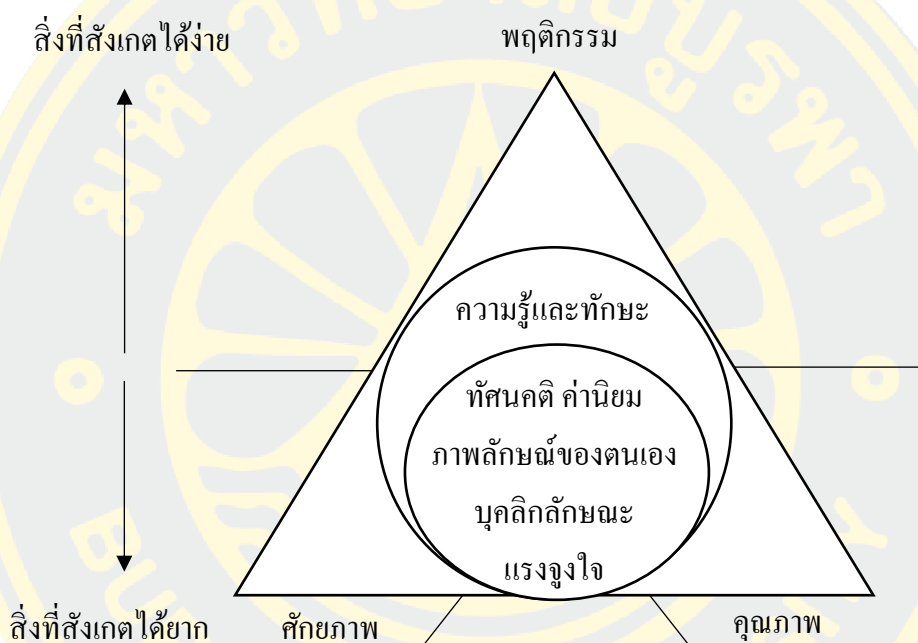 สิ่งที่สังเกตได้ง่าย
พฤติกรรม
ความรู้และทักษะ
ทัศนคติ ค่านิยม
ภาพลักษณ์ของตนเอง
บุคลิกลักษณะ
แรงจูงใจ
สิ่งที่สังเกตได้ยาก
ศักยภาพ
คุณภาพ